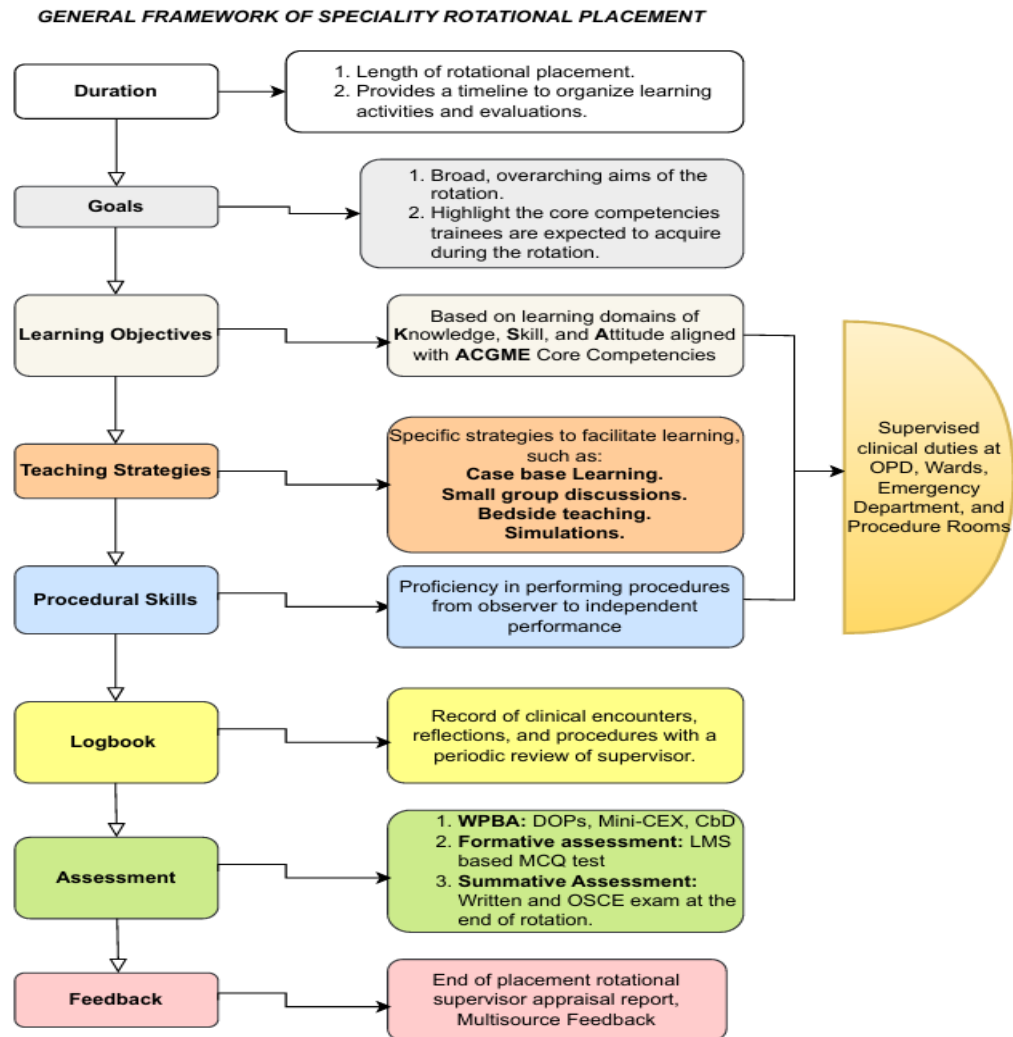 GENERAL FRAMEWORK OF SPECIALITY ROTATIONAL PLACEMENT
Duration
1. Length of rotational placement.
2. Provides a timeline to organize learning
activities and evaluations.
Goals
1. Broad, overarching aims of the
rotation.
2. Highlight the core competencies
trainees are expected to acquire
during the rotation.
Learning Objectives
Based on learning domains of
Knowledge, Skill, and Attitude aligned
with ACGME Core Competencies
Teaching Strategies
Specific strategies to facilitate learning,
such as:
Case base Learning.
Small group discussions.
Bedside teaching.
Simulations.
Supervised
clinical duties at
OPD, Wards,
Emergency
Department, and
Procedure Rooms
Procedural Skills
Proficiency in performing procedures
from observer to independent
performance
Logbook
Record of clinical encounters,
reflections, and procedures with a
periodic review of supervisor.
Assessment
1. WPBA: DOPs, Mini-CEX, CbD
2. Formative assessment: LMS
based MCQ test
3. Summative Assessment:
Written and OSCE exam at the
end of rotation.
Feedback
End of placement rotational
supervisor appraisal report,
Multisource Feedback